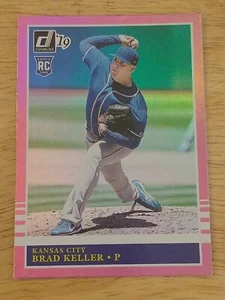 DONRUSS '19
RC
KANSAS CITY
BRAD KELLER • P